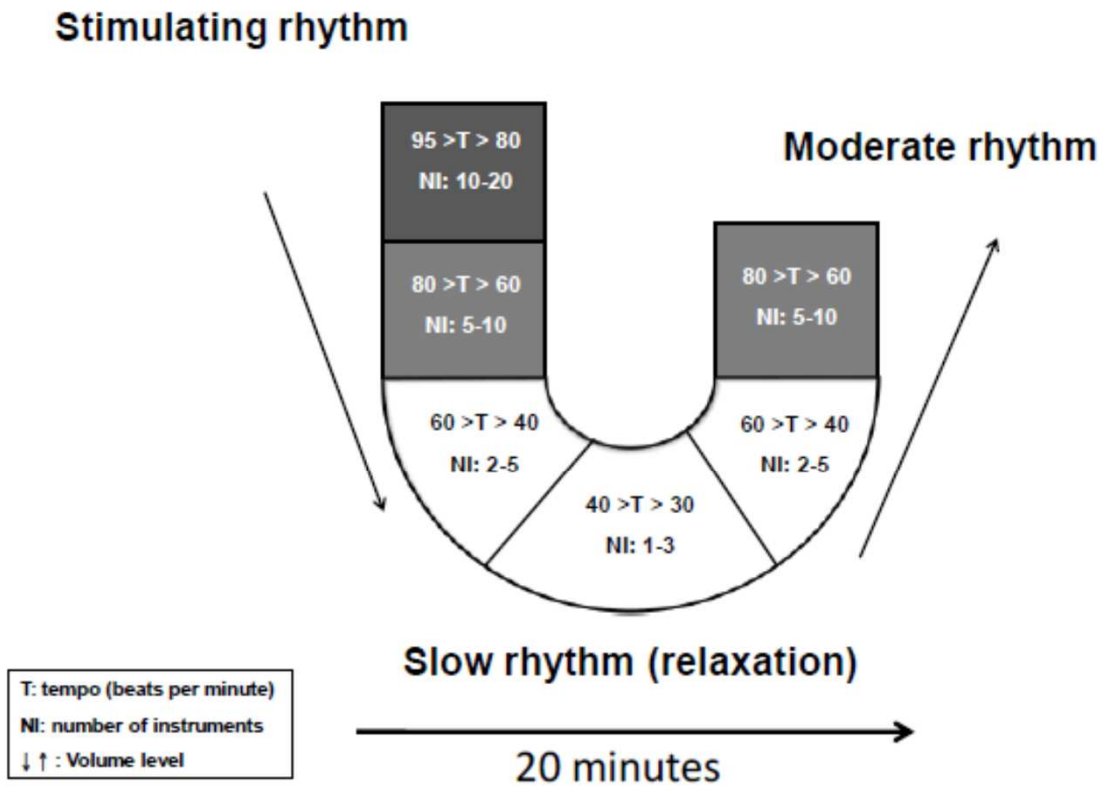 Stimulating rhythm
95 >T > 80
NI: 10-20
80 >T > 60
NI: 5-10
60 >T > 40
NI: 2-5
40 >T > 30
NI: 1-3
60 >T > 40
NI: 2-5
80 >T > 60
NI: 5-10
Moderate rhythm
Slow rhythm (relaxation)
20 minutes
T: tempo (beats per minute)
NI: number of instruments
↓ ↑ : Volume level